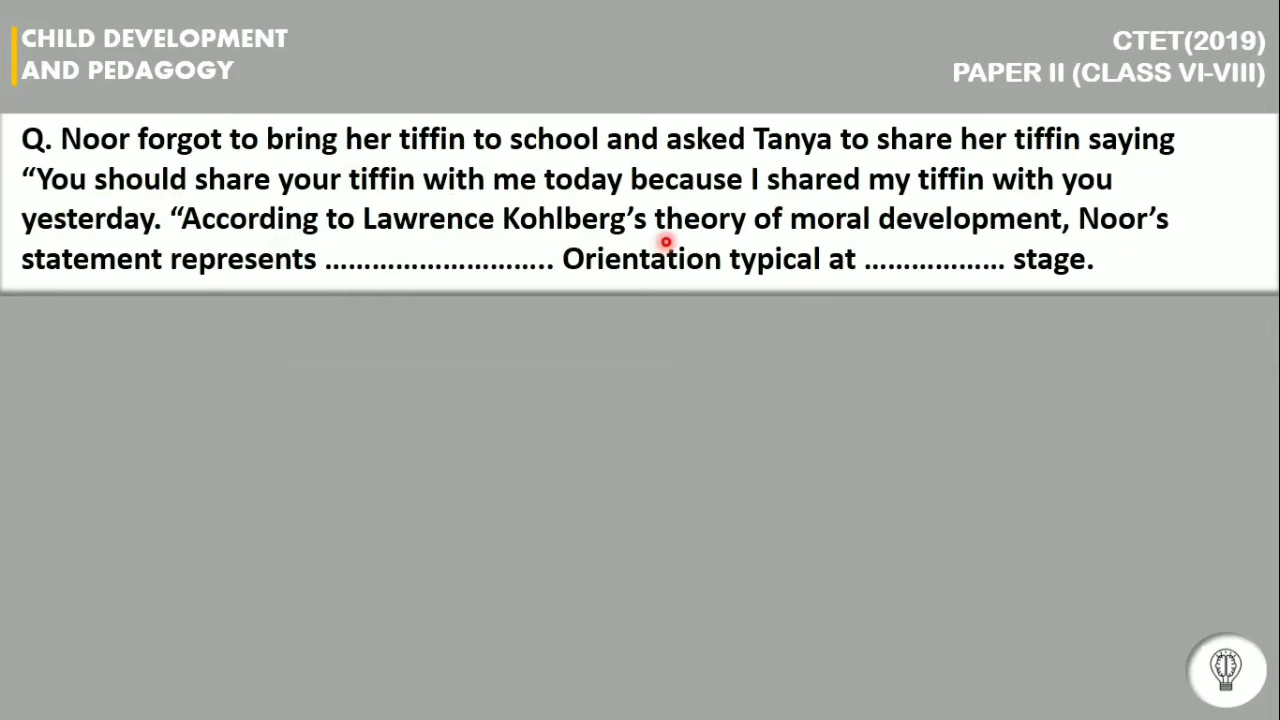 CHILD DEVELOPMENT
AND PEDAGOGY
CTET(2019)
PAPER II (CLASS VI-VIII)
Q. Noor forgot to bring her tiffin to school and asked Tanya to share her tiffin saying
“You should share your tiffin with me today because I shared my tiffin with you
yesterday. “According to Lawrence Kohlberg’s theory of moral development, Noor’s
statement represents ……………………….. Orientation typical at ……………… stage.